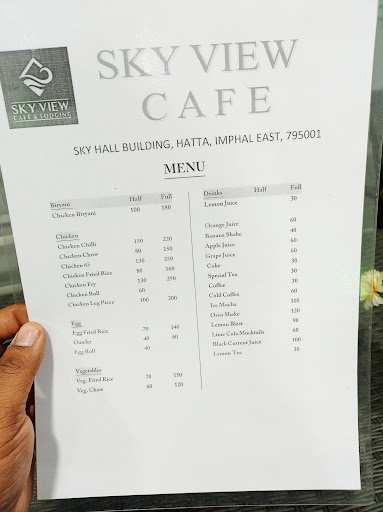 SKY VIEW
CAFE & LODGING
SKY VIEW
CAFE
SKY HALL BUILDING, HATTA, IMPHAL EAST, 795001
MENU
Biryani Half Full
Chicken Biryani 100 180
Chicken
Chicken Chilli 130 220
Chicken Chow 80 150
Chicken 65 130 250
Chicken Fried Rice 90 160
Chicken Fry 130 250
Chicken Roll 60
Chicken Leg Piece 100 200
Egg
Egg Fried Rice 70 140
Omelet 40 60
Egg Roll 40
Vegetables
Veg. Fried Rice 70 130
Veg. Chow 60 120
Drinks Half Full
Lemon Juice 30
Orange Juice 60
Banana Shake 40
Apple Juice 60
Grape Juice 60
Coke 30
Special Tea 30
Coffee 30
Cold Coffee 60
Ice Mocha 100
Oreo Shake 120
Lemon Blast 90
Lime Cola Mocktails 60
Black Current Juice 100
Lemon Tea 30